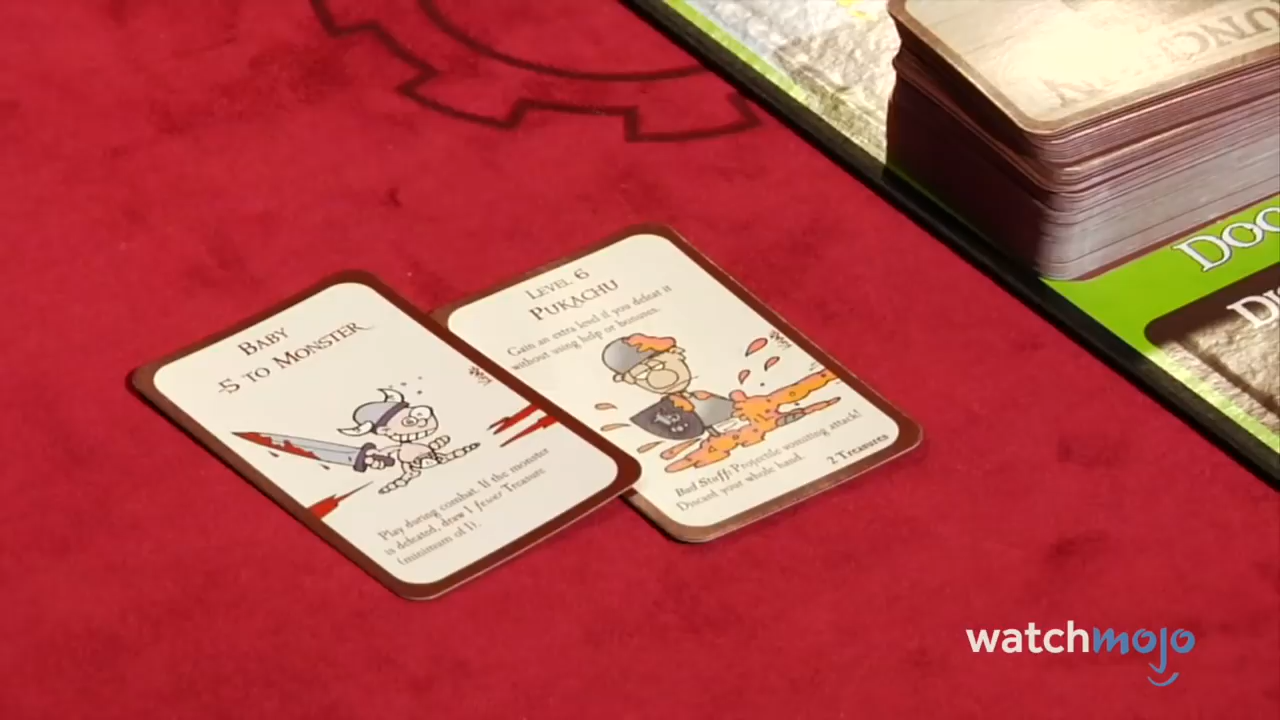 BABY
-5 TO MONSTER
Play during combat. If the monster
is defeated, draw 1 fewer Treasure
(minimum of 1).
LEVEL 6
PUKACHU
Gain an extra level if you defeat it
without using help or bonuses.
Bad Stuff: Projectile vomiting attack!
Discard your whole hand.
2 Treasures
watchmojo